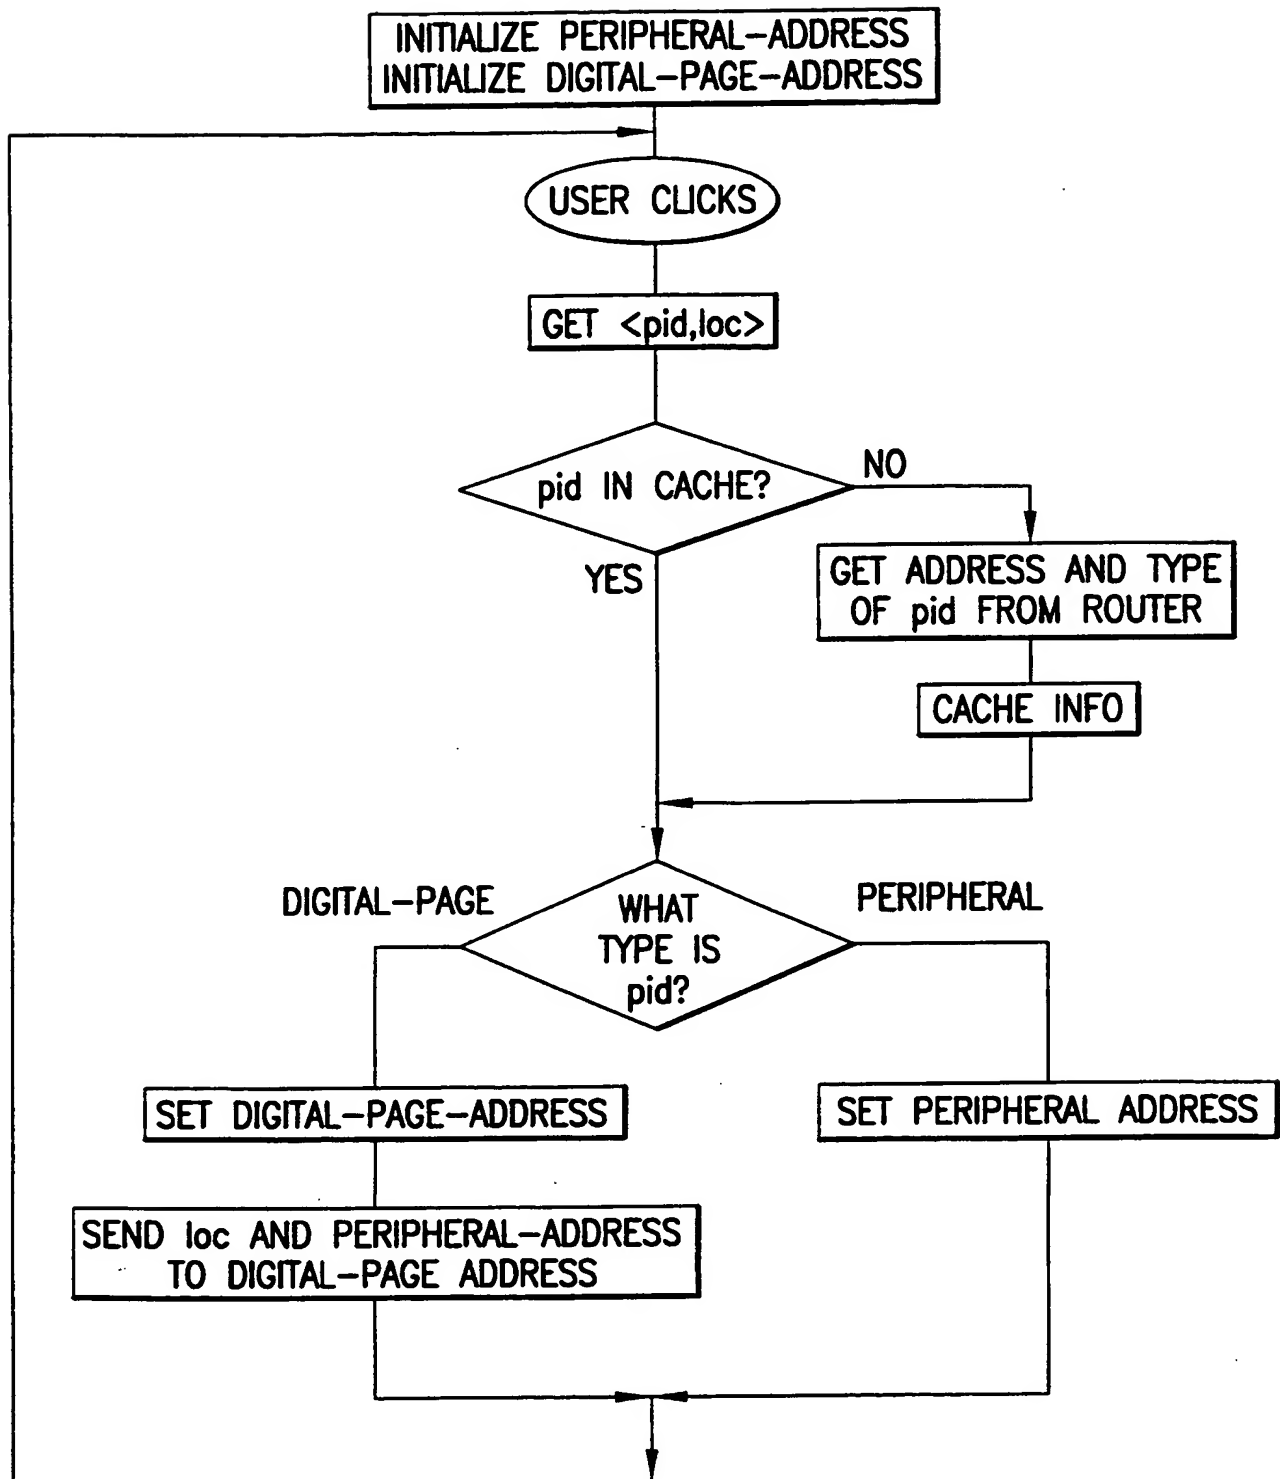 INITIALIZE PERIPHERAL-ADDRESS
INITIALIZE DIGITAL-PAGE-ADDRESS
USER CLICKS
GET <pid,loc>
pid IN CACHE?
NO
YES
GET ADDRESS AND TYPE
OF pid FROM ROUTER
CACHE INFO
DIGITAL-PAGE
WHAT
TYPE IS
pid?
PERIPHERAL
SET DIGITAL-PAGE-ADDRESS
SET PERIPHERAL ADDRESS
SEND loc AND PERIPHERAL-ADDRESS
TO DIGITAL-PAGE ADDRESS